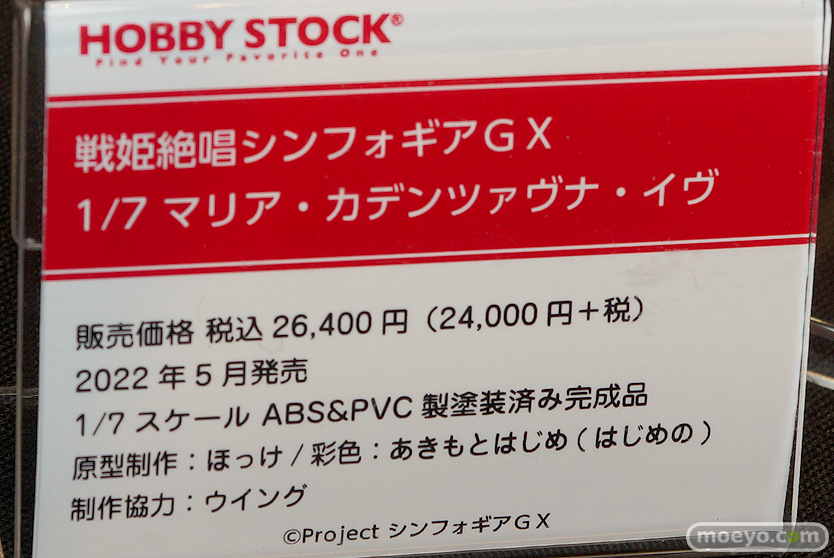 HOBBY STOCK®
Find Your Favorite One
戦姫絶唱シンフォギアGX
1/7 マリア・カデンツァヴナ・イヴ
販売価格 税込 26,400 円（24,000 円＋税）
2022 年 5 月発売
1/7 スケール ABS&PVC 製塗装済み完成品
原型制作：ほっけ / 彩色：あきもとはじめ ( はじめの )
制作協力：ウイング
©Project シンフォギアGX
moeyo.com